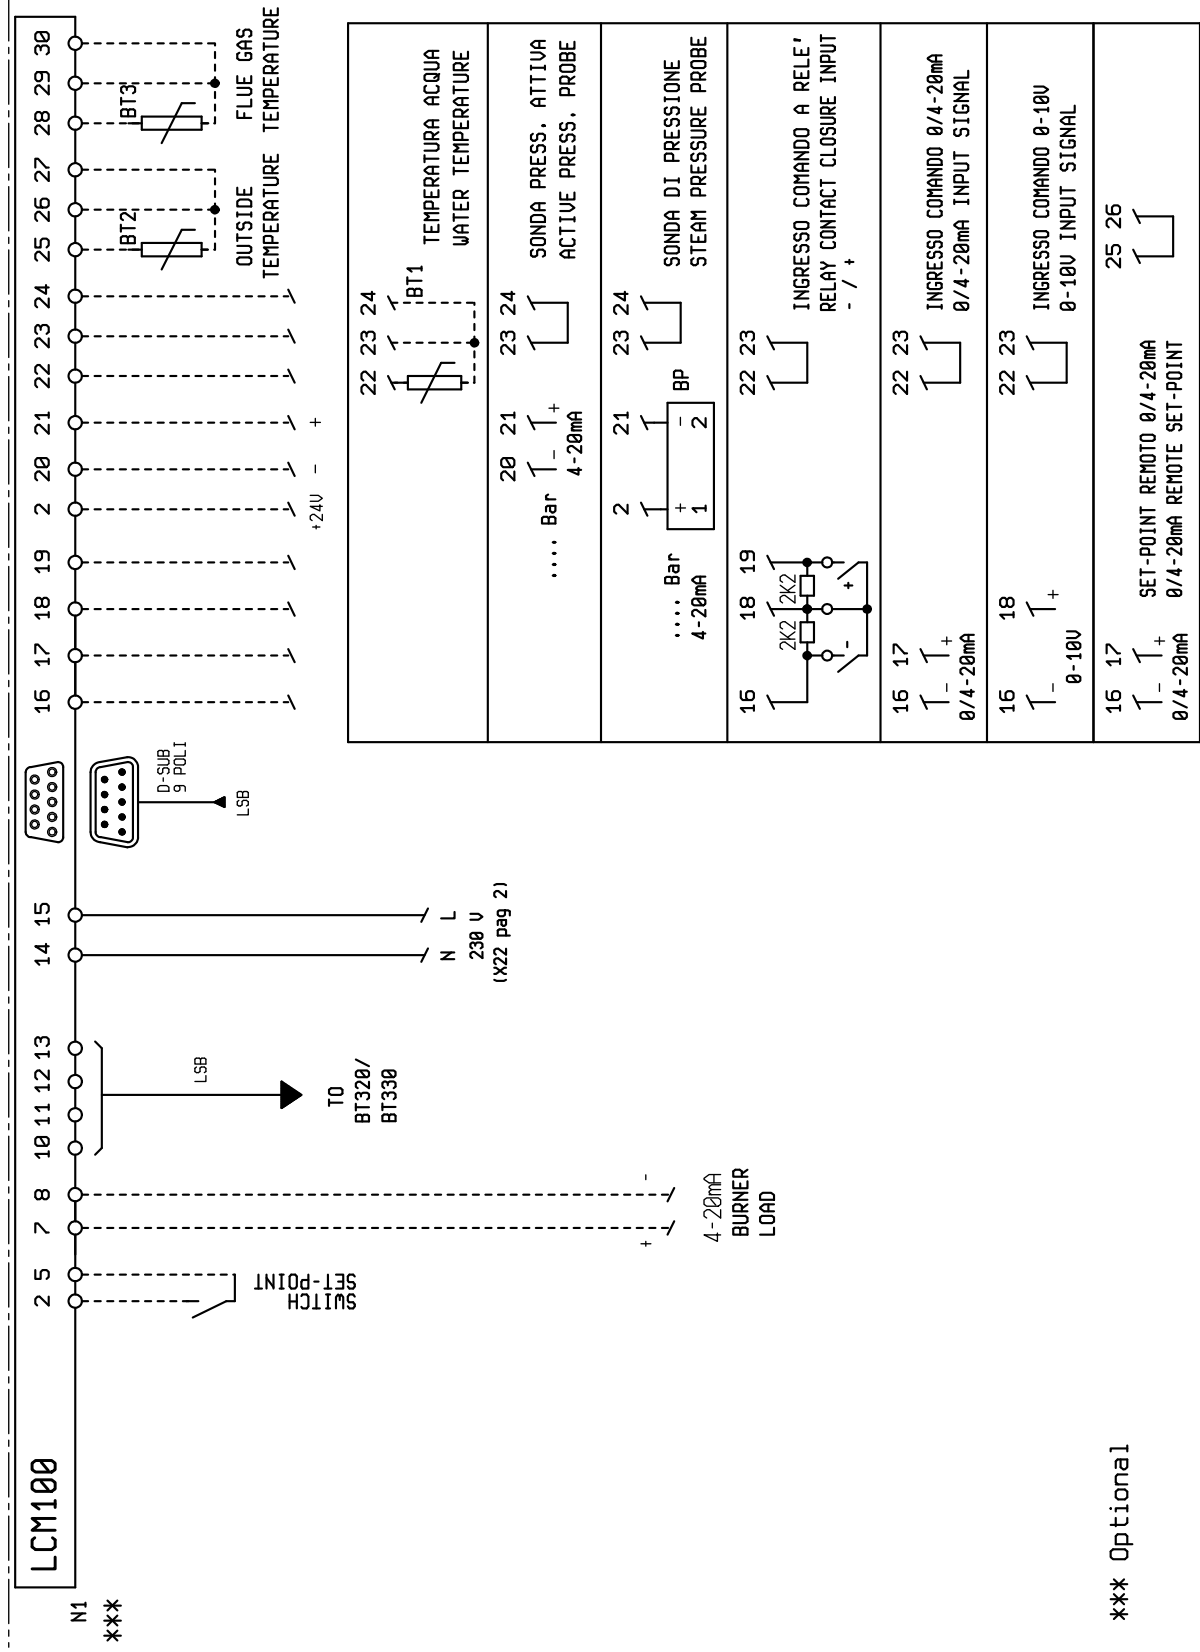 LCM100
N1
***
2 5 7 8 10 11 12 13 14 15 16 17 18 19 2 20 21 22 23 24 25 26 27 28 29 30
SWITCH
SET-POINT
+ -
4-20mA
BURNER
LOAD
LSB
TO
BT320/
BT330
N L
230 V
(X22 pag 2)
D-SUB
9 POLI
LSB
+24V - +
BT2
OUTSIDE
TEMPERATURE
BT3
FLUE GAS
TEMPERATURE
22 23 24
BT1
TEMPERATURA ACQUA
WATER TEMPERATURE
20 21 23 24
- +
.... Bar
4-20mA
SONDA PRESS. ATTIVA
ACTIVE PRESS. PROBE
2 21 23 24
+ -
1 2
BP
.... Bar
4-20mA
SONDA DI PRESSIONE
STEAM PRESSURE PROBE
16 18 19 22 23
2K2 2K2
- +
INGRESSO COMANDO A RELE'
RELAY CONTACT CLOSURE INPUT
- / +
16 17 22 23
- +
0/4-20mA
INGRESSO COMANDO 0/4-20mA
0/4-20mA INPUT SIGNAL
16 18 22 23
- +
0-10V
INGRESSO COMANDO 0-10V
0-10V INPUT SIGNAL
16 17 25 26
- +
0/4-20mA
SET-POINT REMOTO 0/4-20mA
0/4-20mA REMOTE SET-POINT
*** Optional